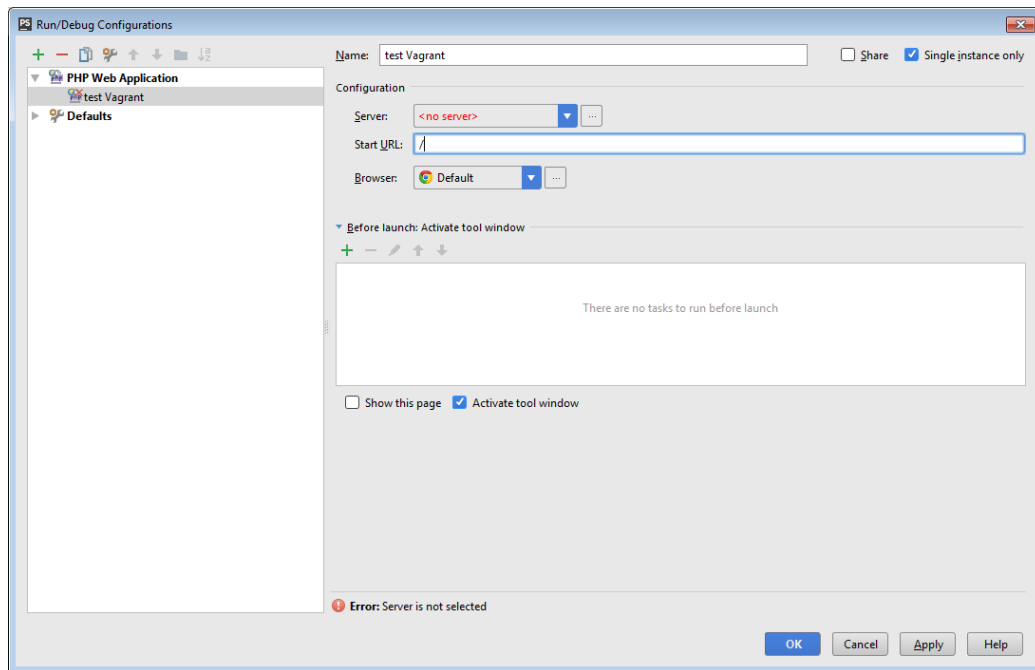 PS Run/Debug Configurations
Name: test Vagrant Share Single instance only
PHP Web Application
test Vagrant
Defaults
Configuration
Server: <no server> ...
Start URL: /
Browser: Default ...
Before launch: Activate tool window
There are no tasks to run before launch
Show this page Activate tool window
Error: Server is not selected
OK Cancel Apply Help